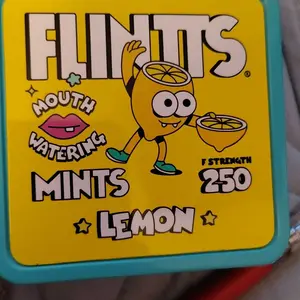 FLINTTS®
MOUTH
WATERING
MINTS
F STRENGTH
250
LEMON